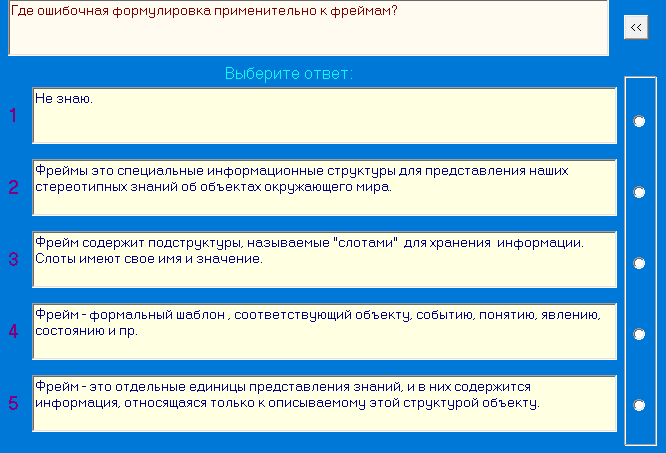 Где ошибочная формулировка применительно к фреймам?
<<
Выберите ответ:
1
Не знаю.
2
Фреймы это специальные информационные структуры для представления наших
стереотипных знаний об объектах окружающего мира.
3
Фрейм содержит подструктуры, называемые "слотами" для хранения информации.
Слоты имеют свое имя и значение.
4
Фрейм - формальный шаблон , соответствующий объекту, событию, понятию, явлению,
состоянию и пр.
5
Фрейм - это отдельные единицы представления знаний, и в них содержится
информация, относящаяся только к описываемому этой структурой объекту.